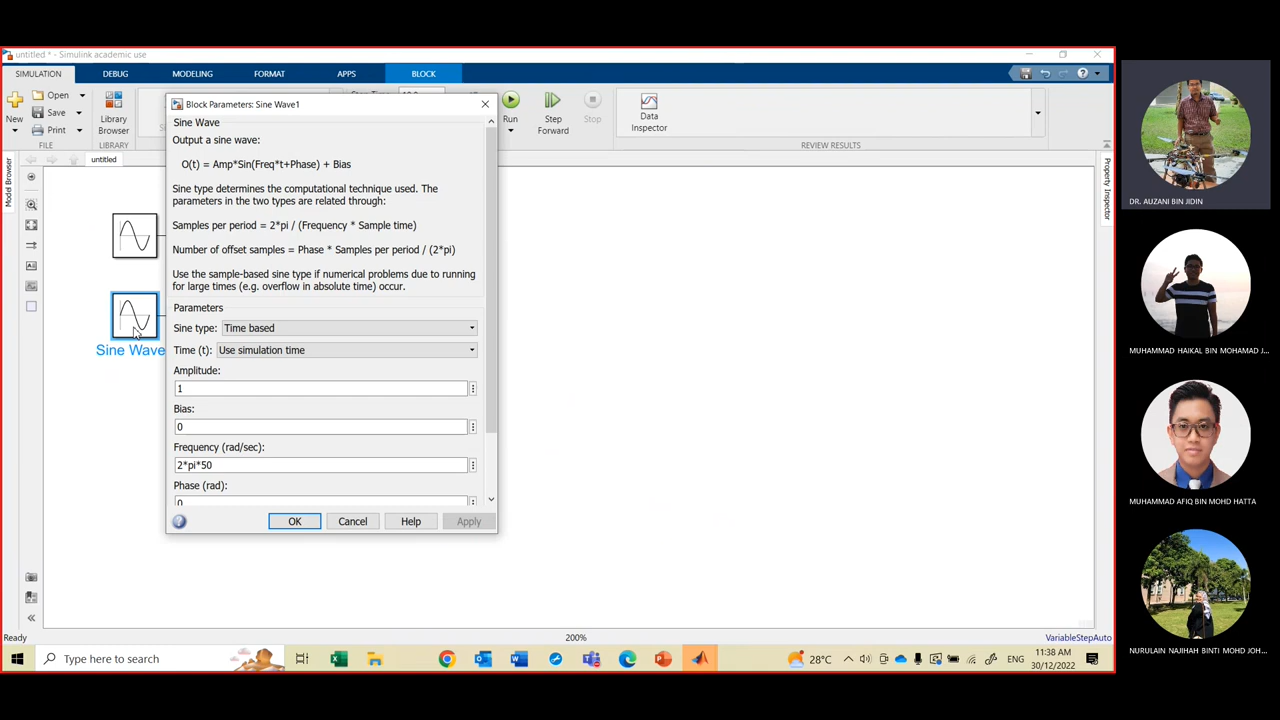 untitled * - Simulink academic use
SIMULATION DEBUG MODELING FORMAT APPS BLOCK
New
Open
Save
Print
FILE
Library
Browser
LIBRARY
Run
Step
Forward
Stop
Data
Inspector
REVIEW RESULTS
Model Browser
untitled
Property Inspector
Sine Wave
Block Parameters: Sine Wave1
Sine Wave
Output a sine wave:
O(t) = Amp*Sin(Freq*t+Phase) + Bias
Sine type determines the computational technique used. The
parameters in the two types are related through:
Samples per period = 2*pi / (Frequency * Sample time)
Number of offset samples = Phase * Samples per period / (2*pi)
Use the sample-based sine type if numerical problems due to running
for large times (e.g. overflow in absolute time) occur.
Parameters
Sine type: Time based
Time (t): Use simulation time
Amplitude:
1
Bias:
0
Frequency (rad/sec):
2*pi*50
Phase (rad):
0
OK Cancel Help Apply
Ready 200% VariableStepAuto
Type here to search
28°C
ENG
11:38 AM
30/12/2022
DR. AUZANI BIN JIDIN
MUHAMMAD HAIKAL BIN MOHAMAD J...
MUHAMMAD AFIQ BIN MOHD HATTA
NURULAIN NAJIHAH BINTI MOHD JOH...